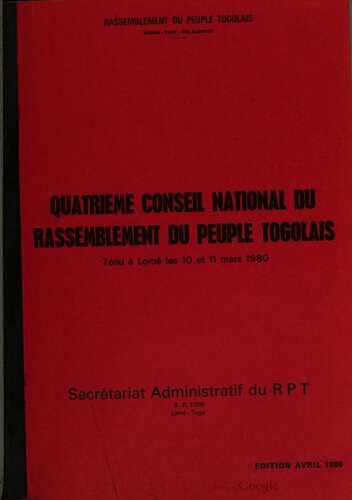 RASSEMBLEMENT DU PEUPLE TOGOLAIS
UNION - PAIX - SOLIDARITE
QUATRIEME CONSEIL NATIONAL DU
RASSEMBLEMENT DU PEUPLE TOGOLAIS
Tenu à Lomé les 10 et 11 mars 1980
Secrétariat Administratif du R P T
B. P. 1208
Lomé - Togo
EDITION AVRIL 1980
Google